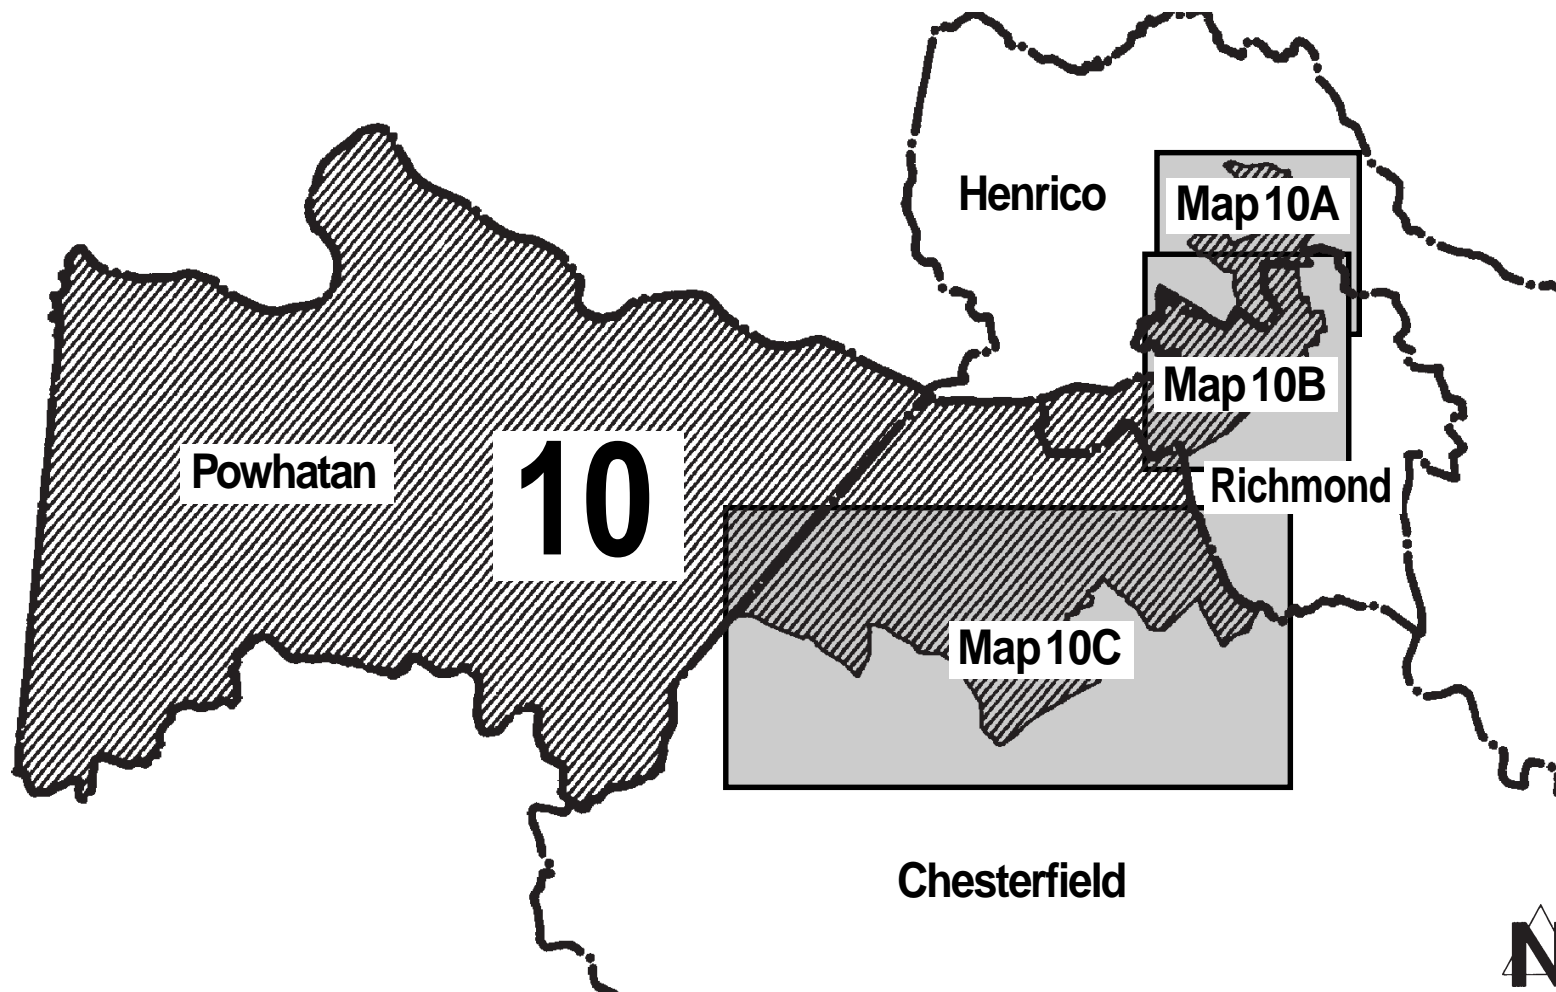 Henrico
Map 10A
Map 10B
Powhatan
10
Richmond
Map 10C
Chesterfield
N